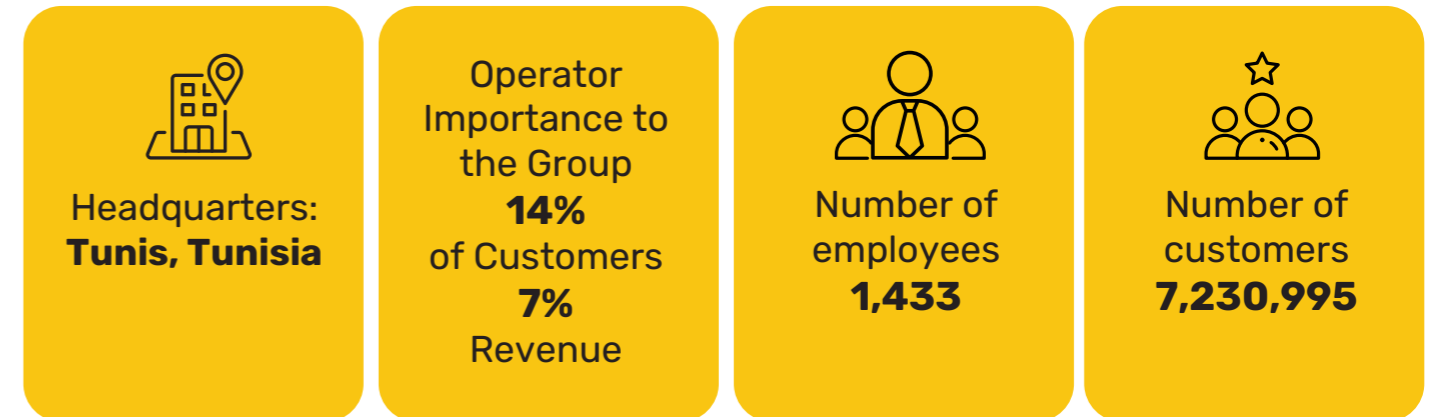 Headquarters:
Tunis, Tunisia
Operator
Importance to
the Group
14%
of Customers
7%
Revenue
Number of
employees
1,433
Number of
customers
7,230,995